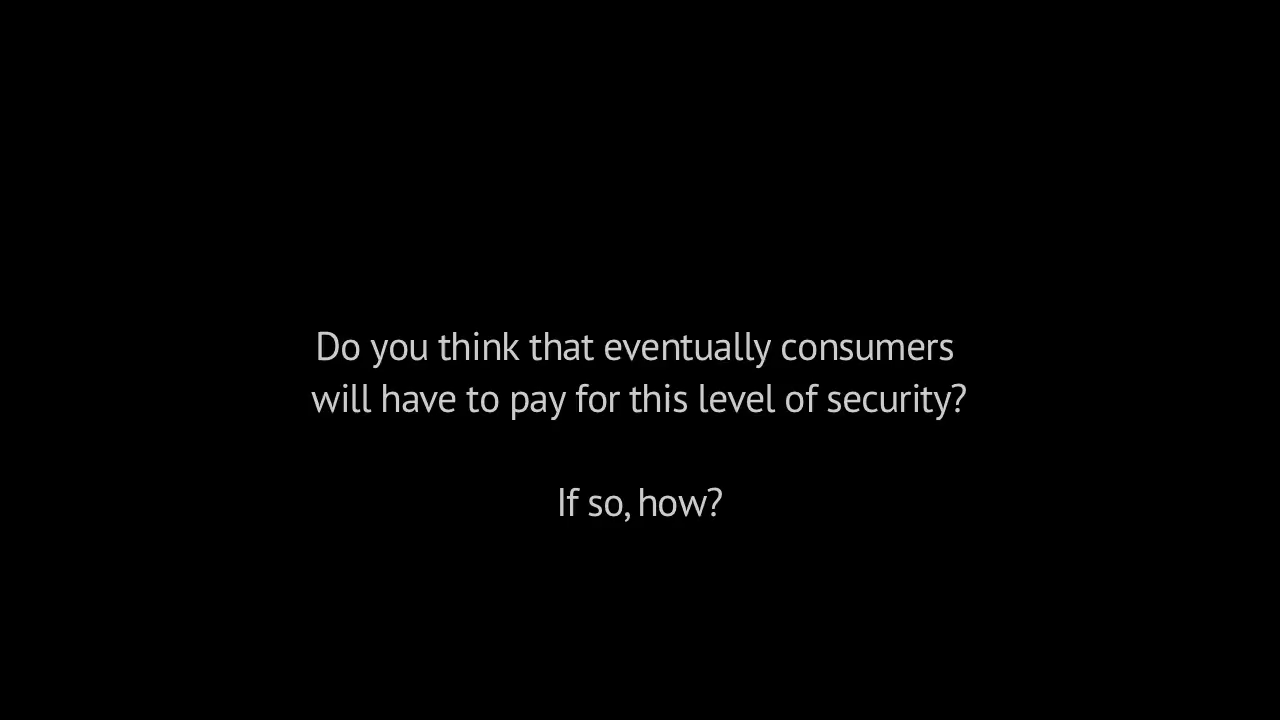 Do you think that eventually consumers
will have to pay for this level of security?
If so, how?